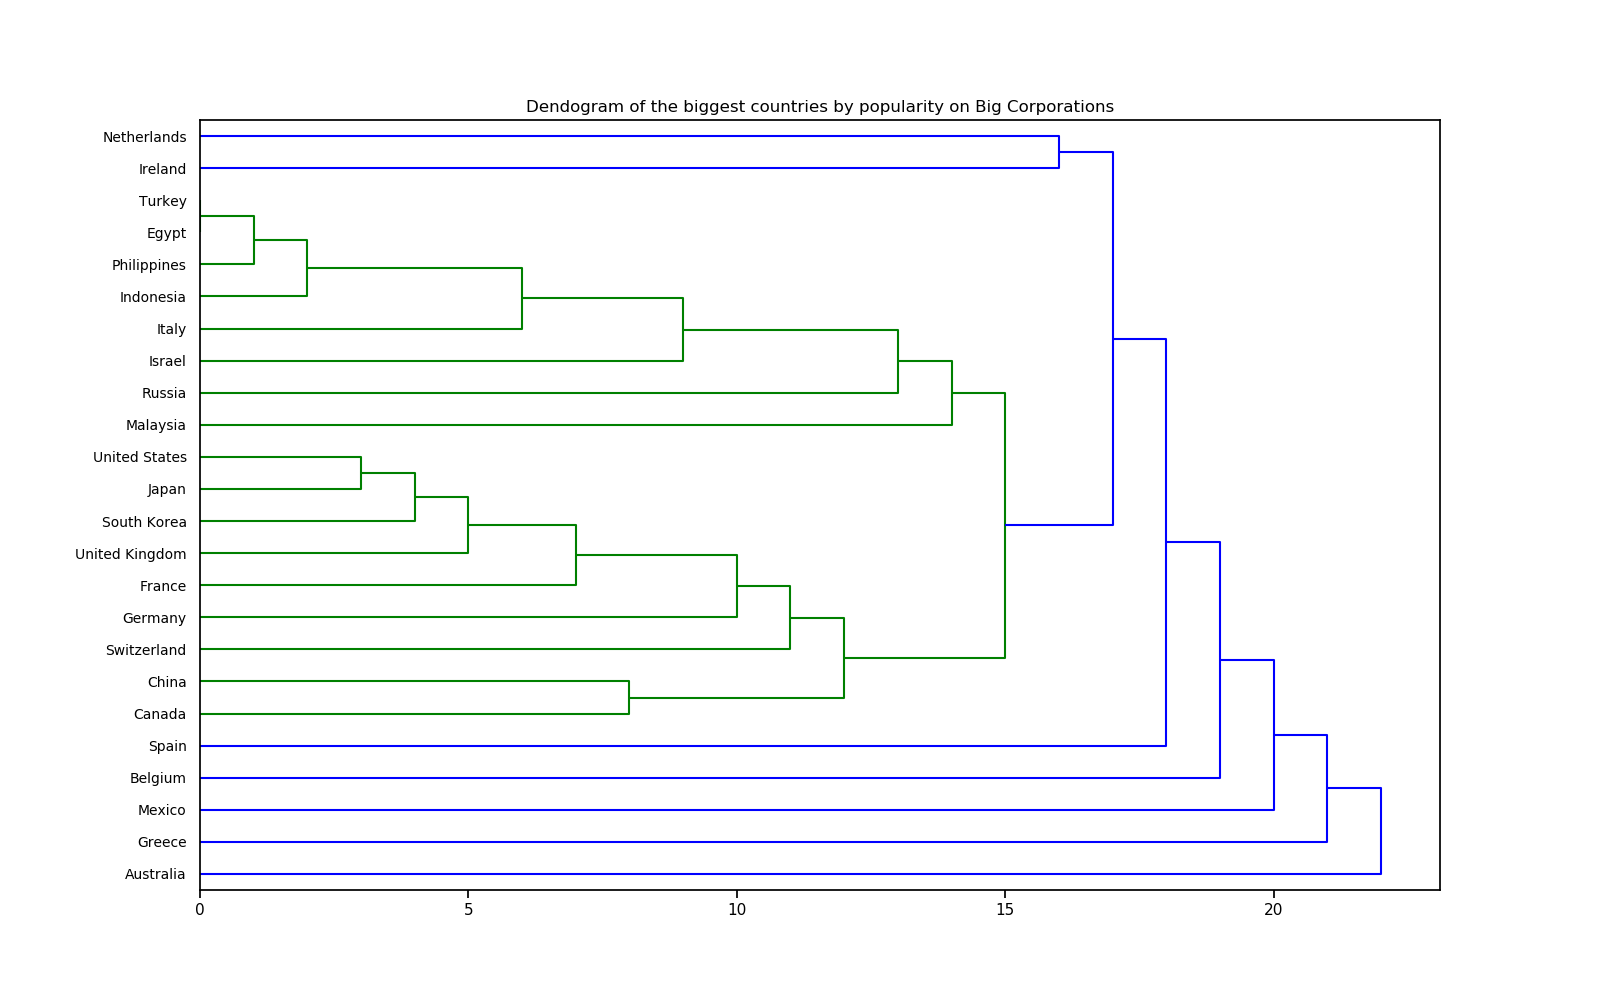 Dendogram of the biggest countries by popularity on Big Corporations
Netherlands
Ireland
Turkey
Egypt
Philippines
Indonesia
Italy
Israel
Russia
Malaysia
United States
Japan
South Korea
United Kingdom
France
Germany
Switzerland
China
Canada
Spain
Belgium
Mexico
Greece
Australia
0 5 10 15 20